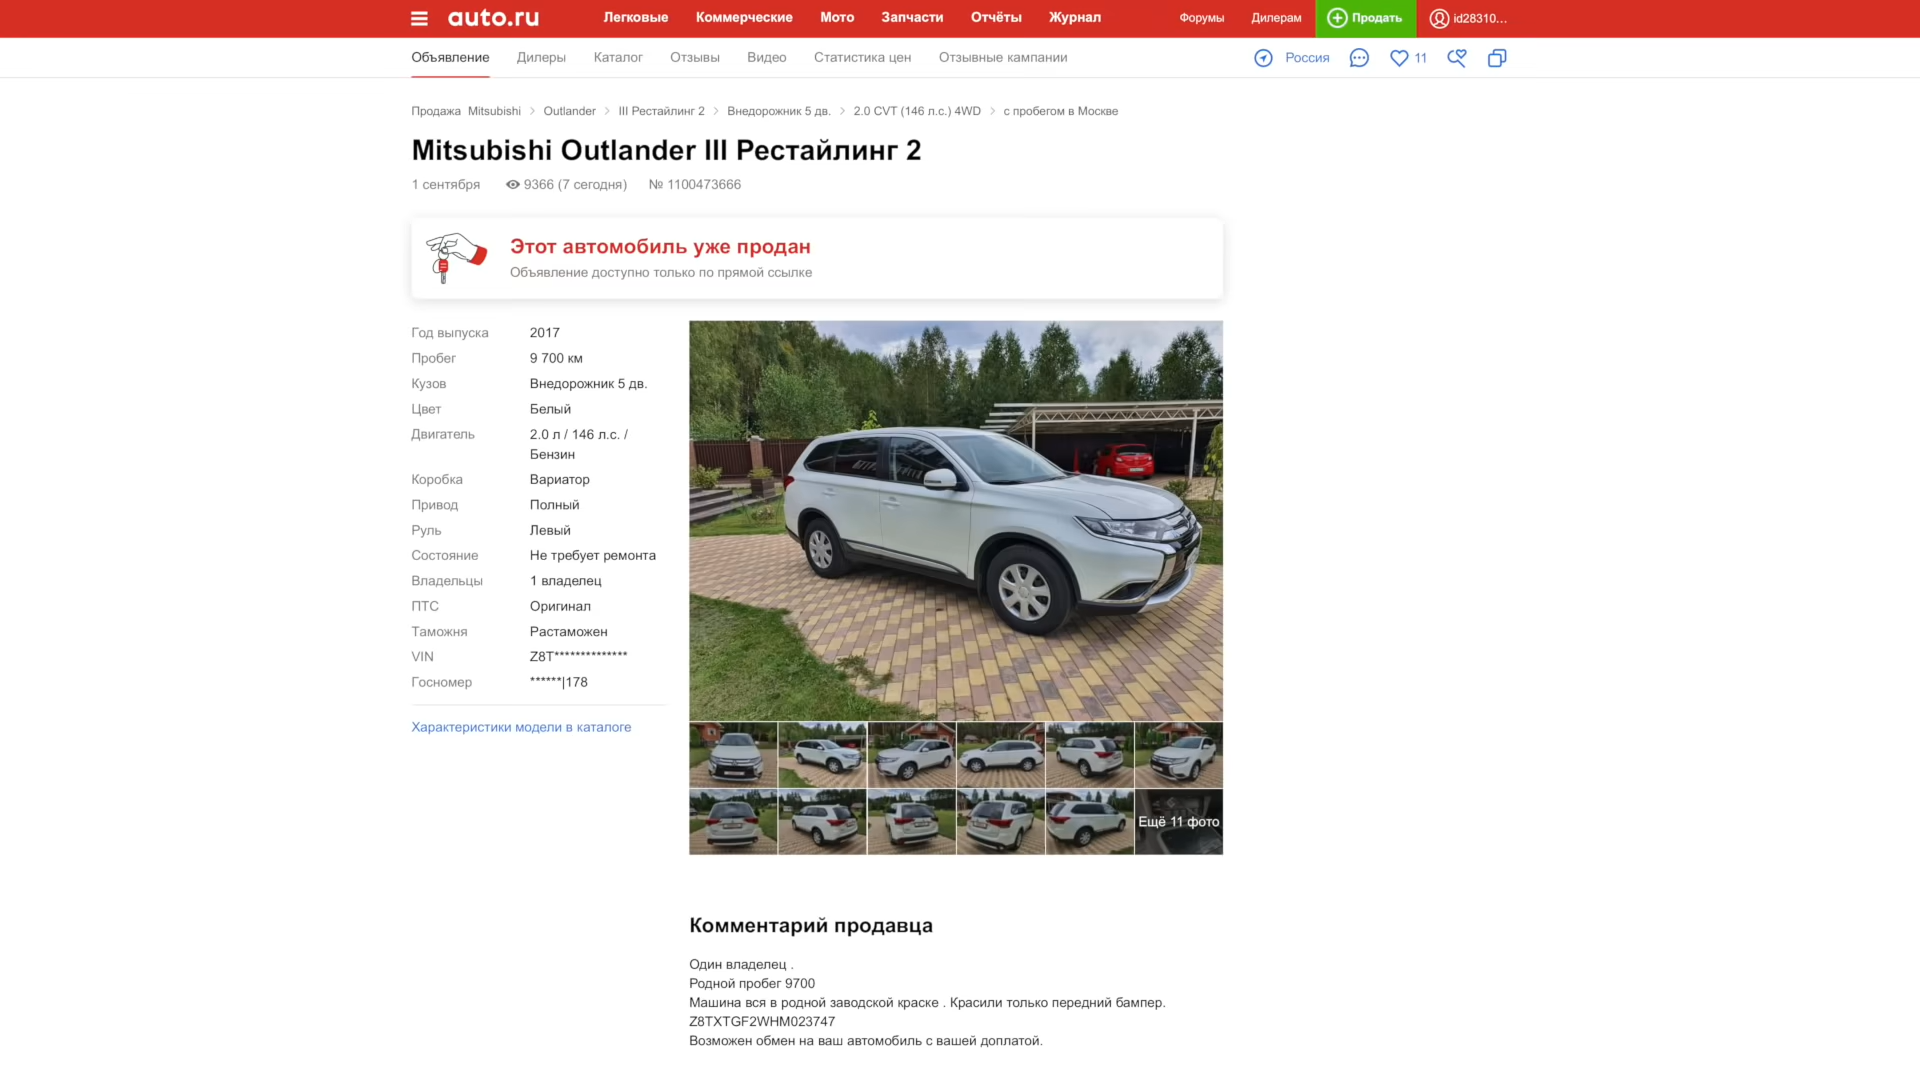 auto.ru
Легковые Коммерческие Мото Запчасти Отчёты Журнал Форумы Дилерам Продать id28310...
Объявление Дилеры Каталог Отзывы Видео Статистика цен Отзывные кампании Россия 11
Продажа Mitsubishi > Outlander > III Рестайлинг 2 > Внедорожник 5 дв. > 2.0 CVT (146 л.с.) 4WD > с пробегом в Москве
Mitsubishi Outlander III Рестайлинг 2
1 сентября 9366 (7 сегодня) № 1100473666
Этот автомобиль уже продан
Объявление доступно только по прямой ссылке
Год выпуска 2017
Пробег 9 700 км
Кузов Внедорожник 5 дв.
Цвет Белый
Двигатель 2.0 л / 146 л.с. /
Бензин
Коробка Вариатор
Привод Полный
Руль Левый
Состояние Не требует ремонта
Владельцы 1 владелец
ПТС Оригинал
Таможня Растаможен
VIN Z8T**************
Госномер ******|178
Характеристики модели в каталоге
Ещё 11 фото
Комментарий продавца
Один владелец .
Родной пробег 9700
Машина вся в родной заводской краске . Красили только передний бампер.
Z8TXTGF2WHM023747
Возможен обмен на ваш автомобиль с вашей доплатой.